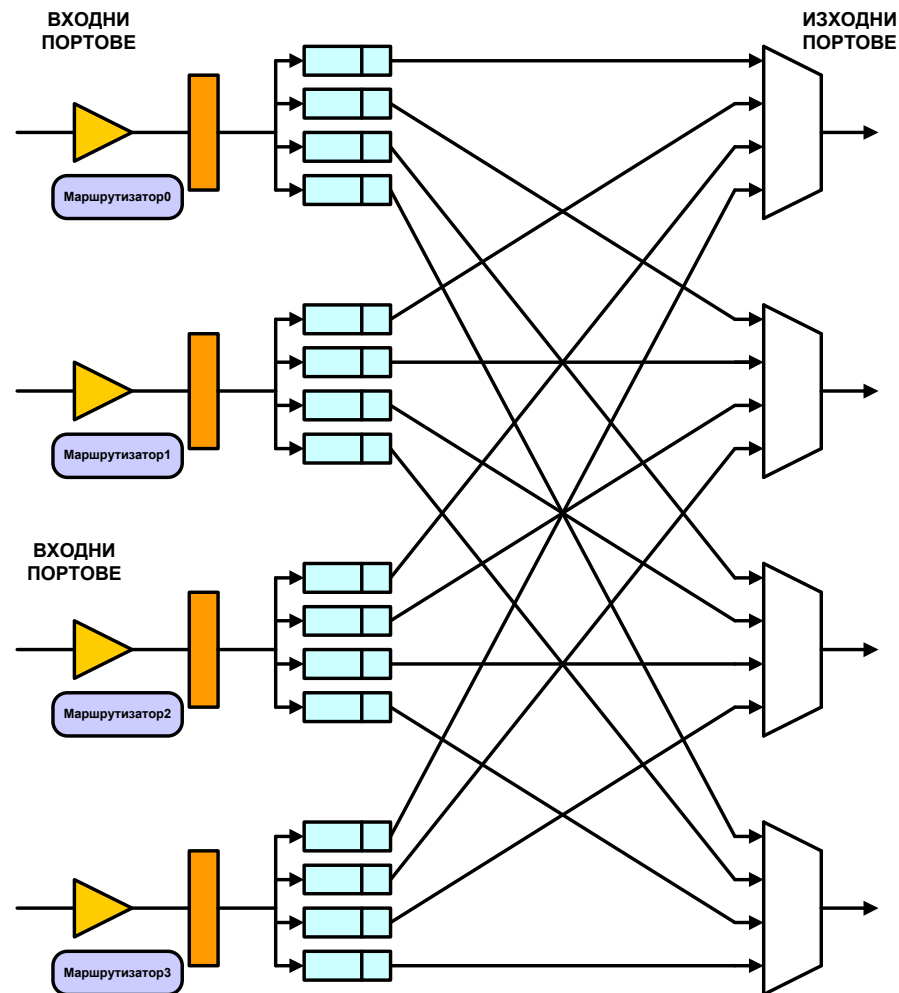 ВХОДНИ
ПОРТОВЕ
ИЗХОДНИ
ПОРТОВЕ
Маршрутизатор0
Маршрутизатор1
ВХОДНИ
ПОРТОВЕ
Маршрутизатор2
Маршрутизатор3